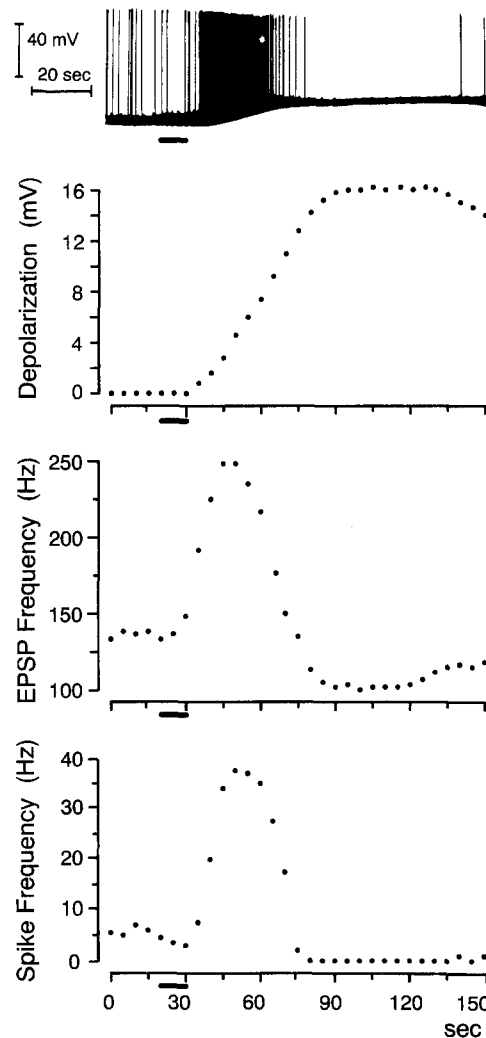 40 mV
20 sec
Depolarization (mV)
16
12
8
4
0
EPSP Frequency (Hz)
250
200
150
100
Spike Frequency (Hz)
40
30
20
10
0
0 30 60 90 120 150
sec